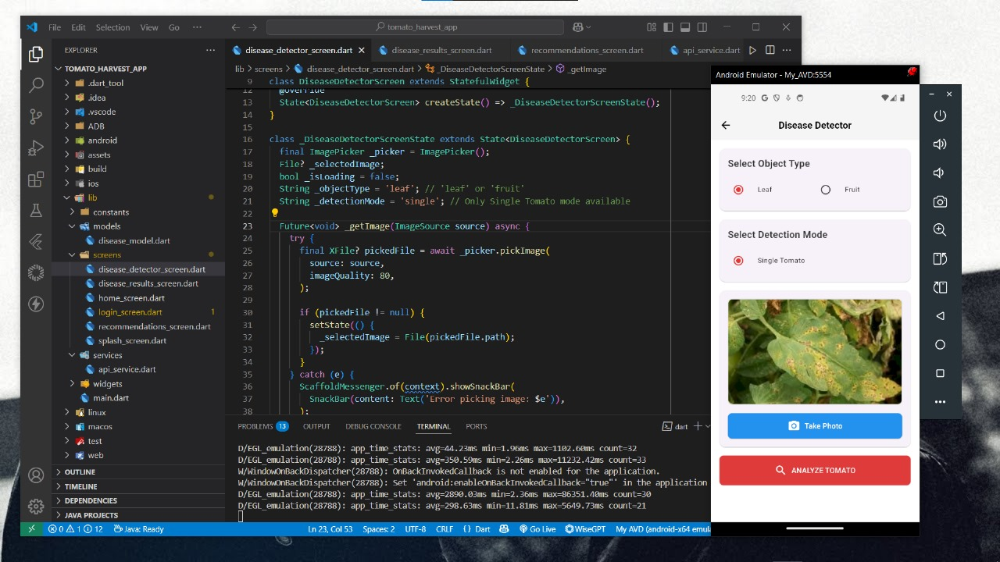 File Edit Selection View Go ···
tomato_harvest_app
EXPLORER
TOMATO_HARVEST_APP
.dart_tool
.idea
.vscode
ADB
android
assets
build
ios
lib
constants
models
disease_model.dart
screens
disease_detector_screen.dart
disease_results_screen.dart
home_screen.dart
login_screen.dart 1
recommendations_screen.dart
splash_screen.dart
services
api_service.dart
widgets
main.dart
linux
macos
test
web
OUTLINE
TIMELINE
DEPENDENCIES
JAVA PROJECTS
disease_detector_screen.dart disease_results_screen.dart recommendations_screen.dart api_service.dart
lib > screens > disease_detector_screen.dart > _DiseaseDetectorScreenState > _getImage
9 class DiseaseDetectorScreen extends StatefulWidget {
12 @override
13 State<DiseaseDetectorScreen> createState() => _DiseaseDetectorScreenState();
14 }
15
16 class _DiseaseDetectorScreenState extends State<DiseaseDetectorScreen> {
17 final ImagePicker _picker = ImagePicker();
18 File? _selectedImage;
19 bool _isLoading = false;
20 String _objectType = 'leaf'; // 'leaf' or 'fruit'
21 String _detectionMode = 'single'; // Only Single Tomato mode available
22
23 Future<void> _getImage(ImageSource source) async {
24 try {
25 final XFile? pickedFile = await _picker.pickImage(
26 source: source,
27 imageQuality: 80,
28 );
29
30 if (pickedFile != null) {
31 setState(() {
32 _selectedImage = File(pickedFile.path);
33 });
34 }
35 } catch (e) {
36 ScaffoldMessenger.of(context).showSnackBar(
37 SnackBar(content: Text('Error picking image: $e')),
38 );
PROBLEMS 13 OUTPUT DEBUG CONSOLE TERMINAL PORTS
dart
D/EGL_emulation(28788): app_time_stats: avg=44.23ms min=1.96ms max=1102.60ms count=32
D/EGL_emulation(28788): app_time_stats: avg=350.59ms min=2.26ms max=11232.42ms count=33
W/WindowOnBackDispatcher(28788): OnBackInvokedCallback is not enabled for the application.
W/WindowOnBackDispatcher(28788): Set 'android:enableOnBackInvokedCallback="true"' in the application
D/EGL_emulation(28788): app_time_stats: avg=2890.03ms min=2.36ms max=86351.40ms count=30
D/EGL_emulation(28788): app_time_stats: avg=298.63ms min=11.81ms max=5649.73ms count=21
0 1 12 Java: Ready Ln 23, Col 53 Spaces: 2 UTF-8 CRLF {} Dart Go Live WiseGPT My AVD (android-x64 emula
Android Emulator - My_AVD:5554
9:20 G
Disease Detector
Select Object Type
Leaf Fruit
Select Detection Mode
Single Tomato
Take Photo
ANALYZE TOMATO